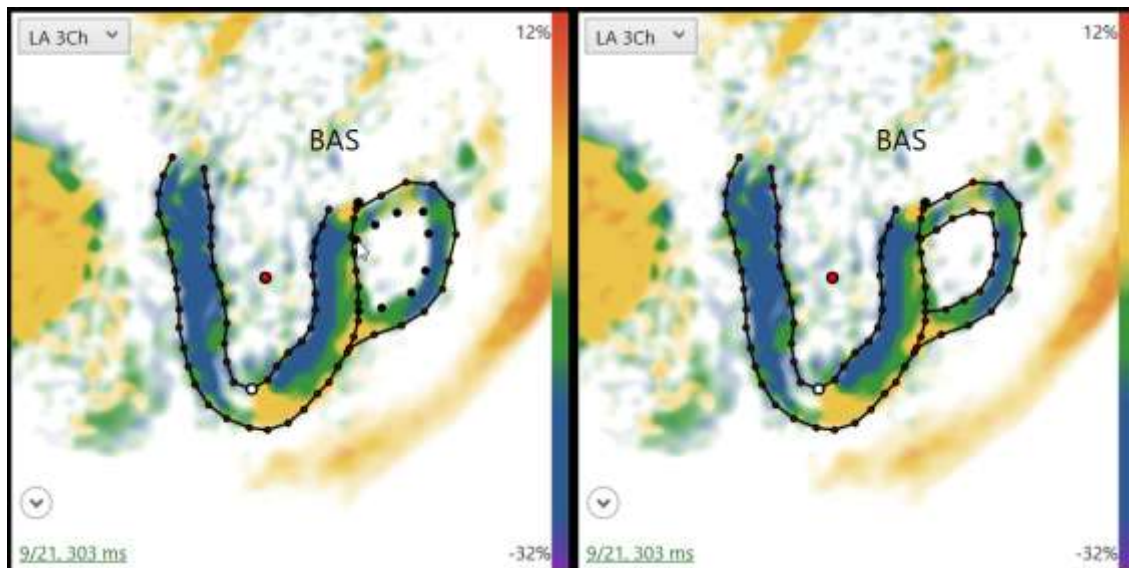 LA 3Ch
12%
BAS
9/21, 303 ms
-32%
LA 3Ch
12%
BAS
9/21, 303 ms
-32%